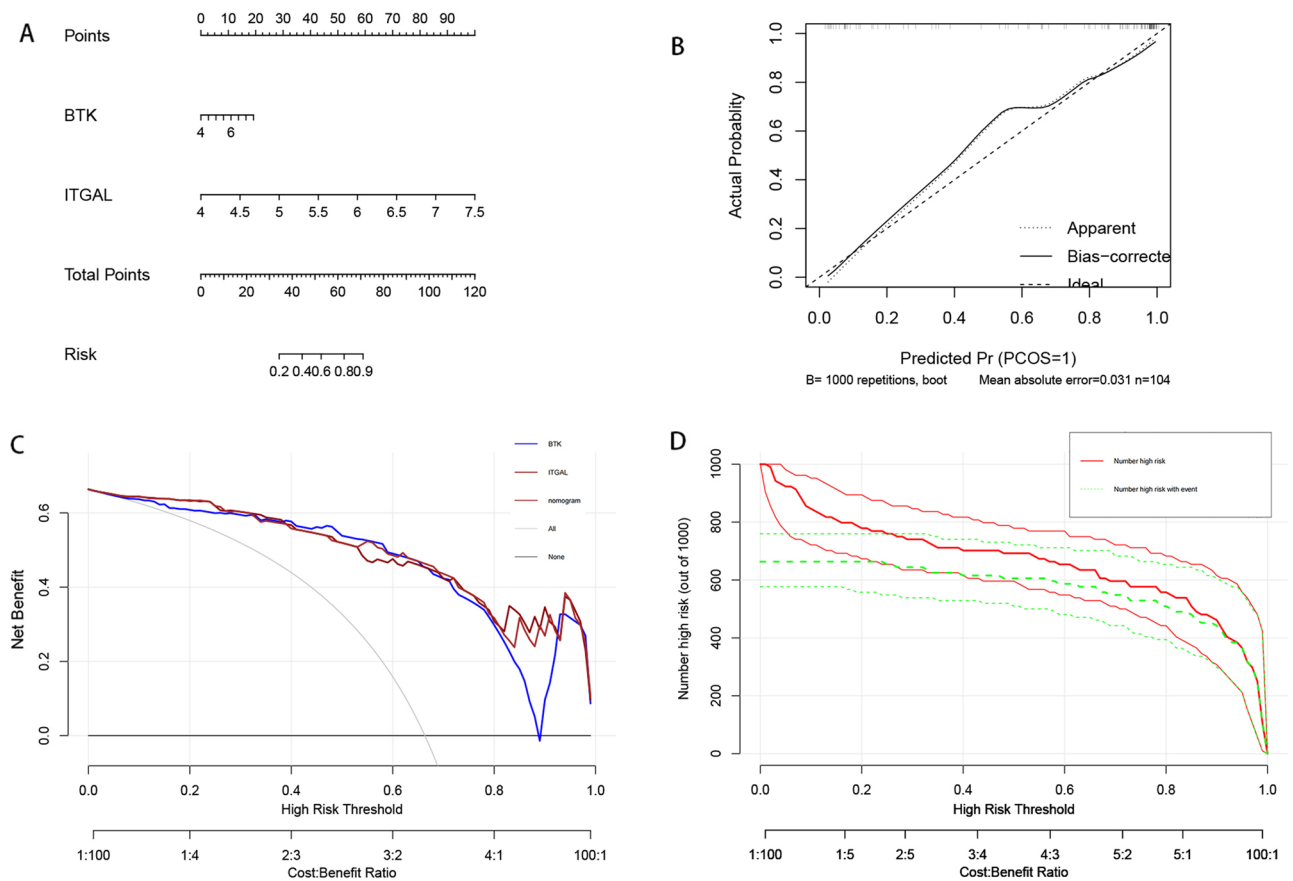 A
0 10 20 30 40 50 60 70 80 90
Points
BTK
4 6
ITGAL
4 4.5 5 5.5 6 6.5 7 7.5
Total Points
0 20 40 60 80 100 120
Risk
0.2 0.40.6 0.80.9
B
Actual Probablity
1.0
0.8
0.6
0.4
0.2
0.0
Apparent
Bias-correcte
Ideal
0.0 0.2 0.4 0.6 0.8 1.0
Predicted Pr (PCOS=1)
B= 1000 repetitions, boot Mean absolute error=0.031 n=104
C
BTK
ITGAL
nomogram
All
None
Net Benefit
0.6
0.4
0.2
0.0
0.0 0.2 0.4 0.6 0.8 1.0
High Risk Threshold
1:100 1:4 2:3 3:2 4:1 100:1
Cost:Benefit Ratio
D
Number high risk
Number high risk with event
Number high risk (out of 1000)
1000
800
600
400
200
0
0.0 0.2 0.4 0.6 0.8 1.0
High Risk Threshold
1:100 1:5 2:5 3:4 4:3 5:2 5:1 100:1
Cost:Benefit Ratio